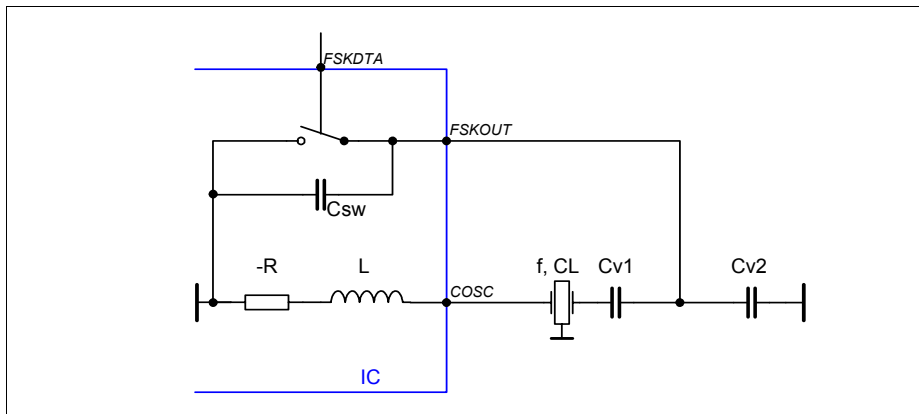 FSKDTA
FSKOUT
Csw
-R L f, CL Cv1 Cv2
COSC
IC